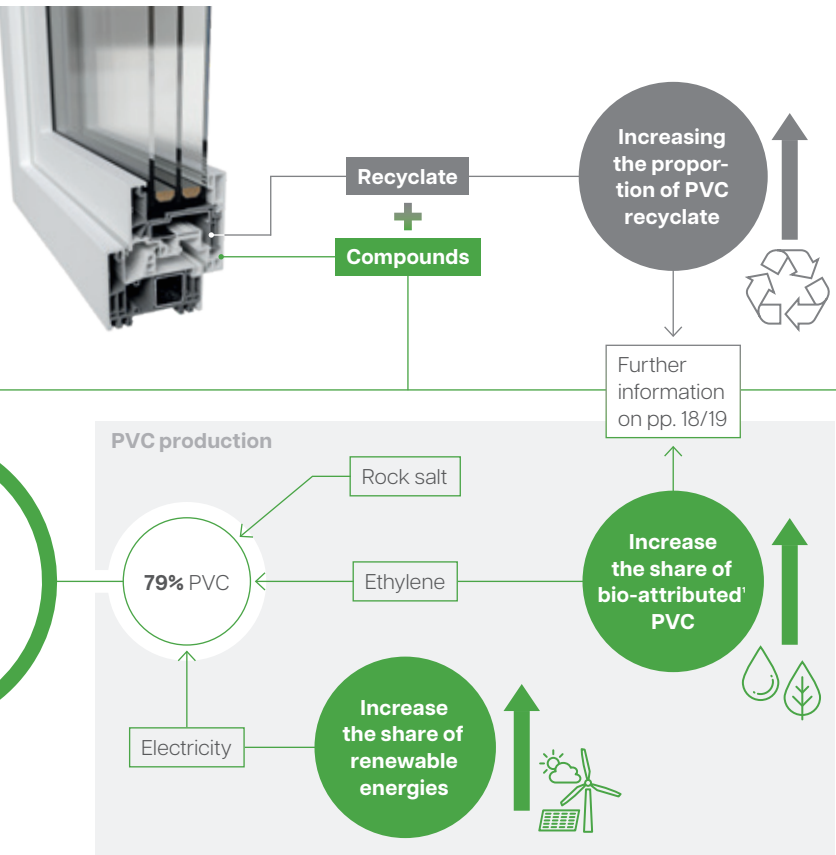 Recyclate
Compounds
Increasing
the propor-
tion of PVC
recyclate
Further
information
on pp. 18/19
PVC production
Rock salt
79% PVC
Ethylene
Increase
the share of
bio-attributed¹
PVC
Electricity
Increase
the share of
renewable
energies